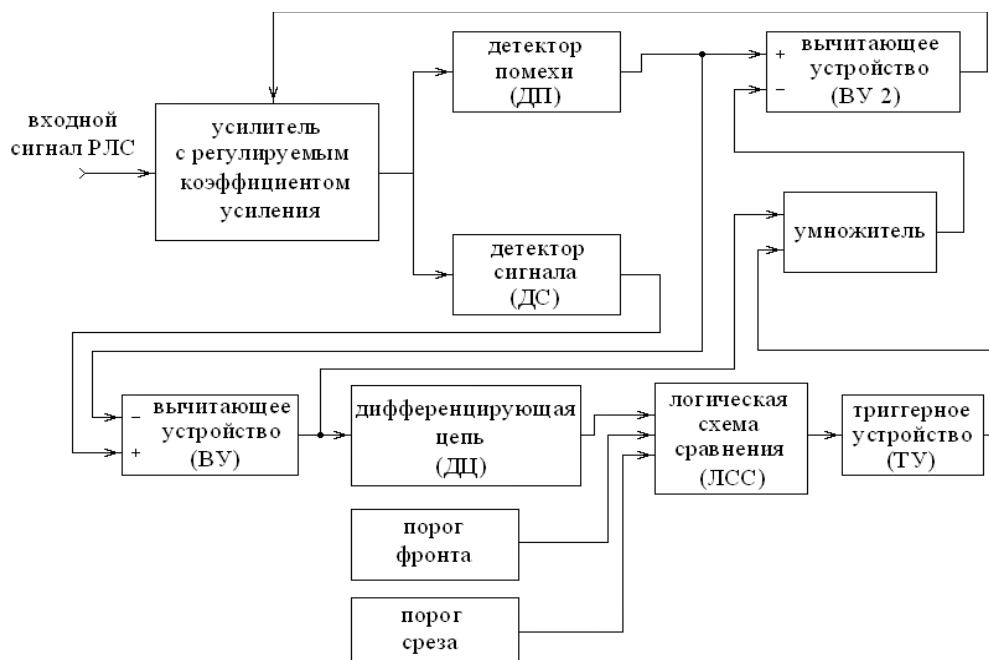 входной
сигнал РЛС
усилитель
с регулируемым
коэффициентом
усиления
детектор
помехи
(ДП)
+
−
вычитающее
устройство
(ВУ 2)
детектор
сигнала
(ДС)
умножитель
−
+
вычитающее
устройство
(ВУ)
дифференцирующая
цепь
(ДЦ)
логическая
схема
сравнения
(ЛСС)
триггерное
устройство
(ТУ)
порог
фронта
порог
среза